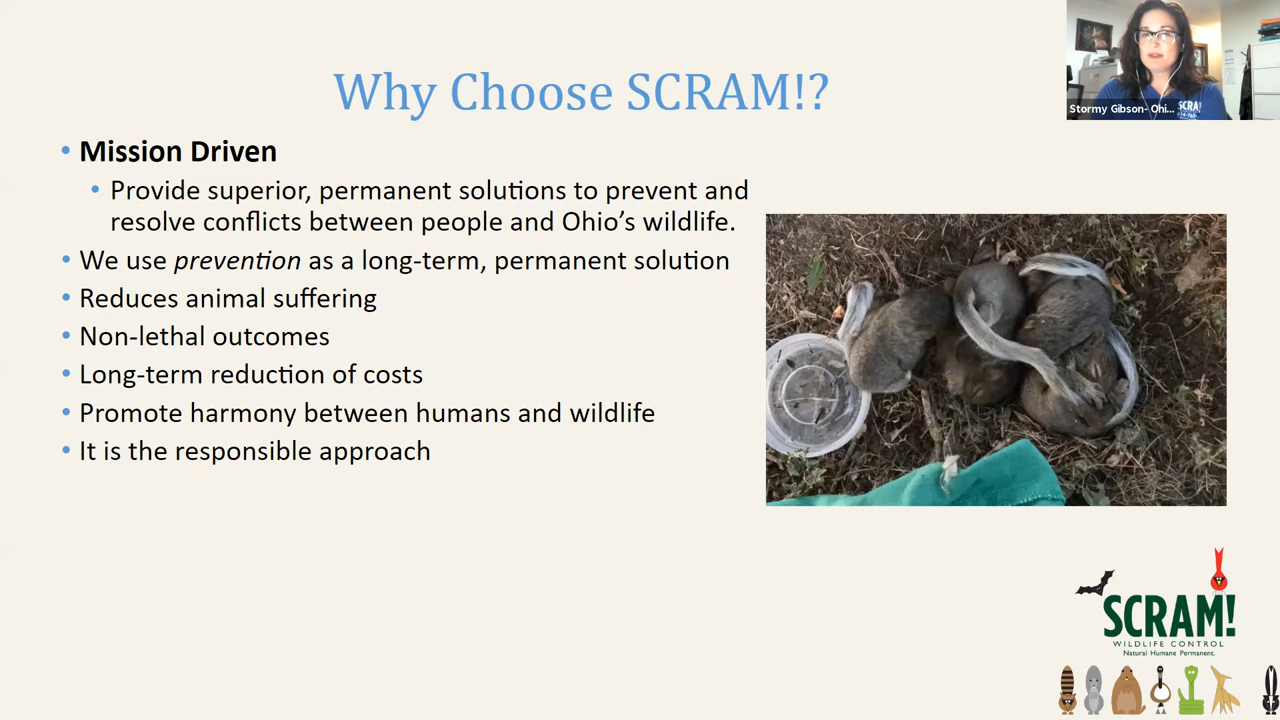 Why Choose SCRAM!?
• Mission Driven
• Provide superior, permanent solutions to prevent and
resolve conflicts between people and Ohio’s wildlife.
• We use prevention as a long-term, permanent solution
• Reduces animal suffering
• Non-lethal outcomes
• Long-term reduction of costs
• Promote harmony between humans and wildlife
• It is the responsible approach
Stormy Gibson- Ohi...
SCRAM!
WILDLIFE CONTROL
Natural Humane Permanent.